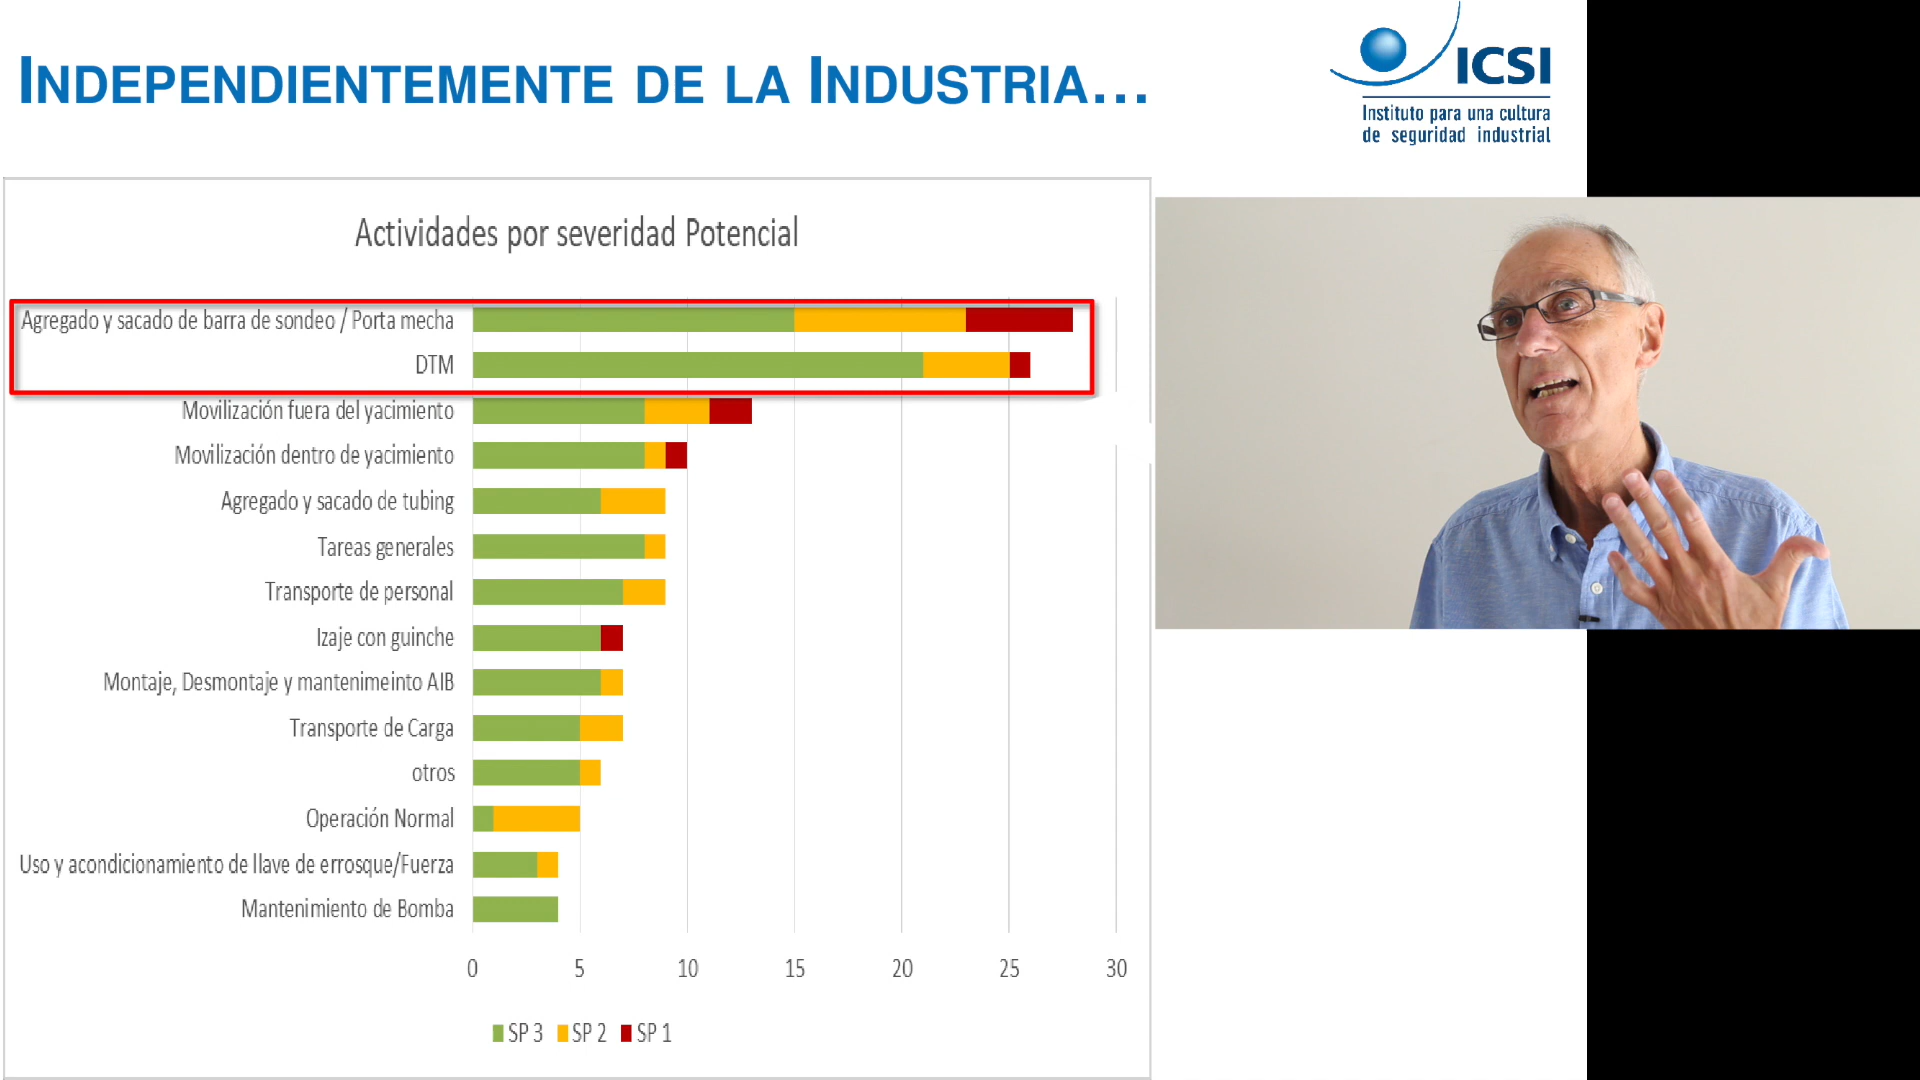 INDEPENDIENTEMENTE DE LA INDUSTRIA...
ICSI
Instituto para una cultura
de seguridad industrial
Actividades por severidad Potencial
Agregado y sacado de barra de sondeo / Porta mecha
DTM
Movilización fuera del yacimiento
Movilización dentro de yacimiento
Agregado y sacado de tubing
Tareas generales
Transporte de personal
Izaje con guinche
Montaje, Desmontaje y mantenimeinto AIB
Transporte de Carga
otros
Operación Normal
Uso y acondicionamiento de llave de errosque/Fuerza
Mantenimiento de Bomba
0 5 10 15 20 25 30
SP 3 SP 2 SP 1